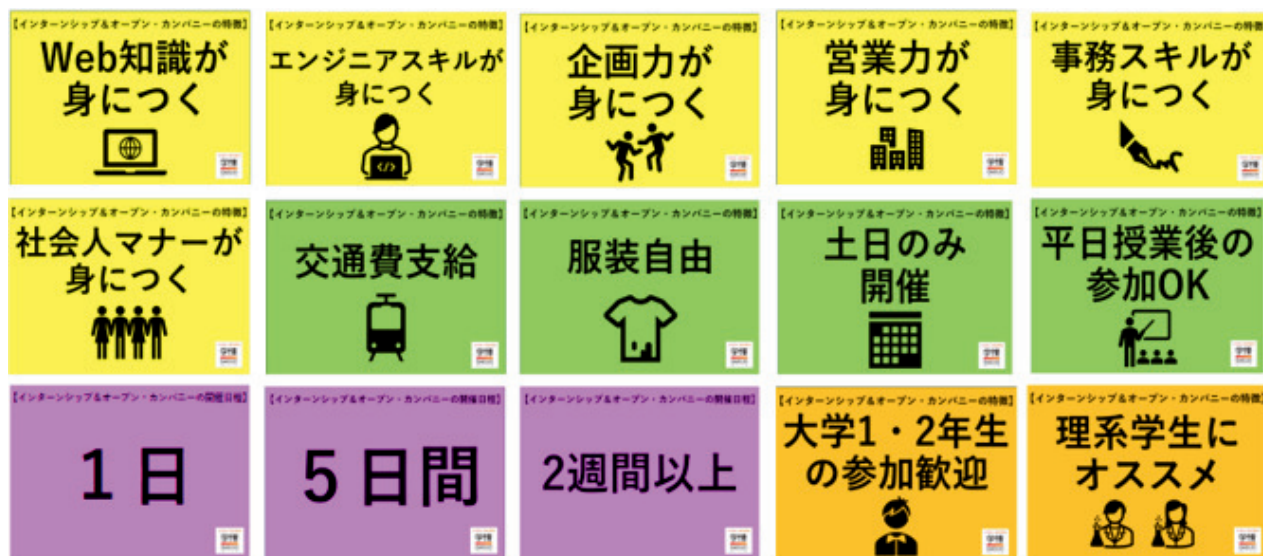 【インターンシップ&オープン・カンパニーの特徴】
Web知識が
身につく
【インターンシップ&オープン・カンパニーの特徴】
エンジニアスキルが
身につく
【インターンシップ&オープン・カンパニーの特徴】
企画力が
身につく
【インターンシップ&オープン・カンパニーの特徴】
営業力が
身につく
【インターンシップ&オープン・カンパニーの特徴】
事務スキルが
身につく
【インターンシップ&オープン・カンパニーの特徴】
社会人マナーが
身につく
【インターンシップ&オープン・カンパニーの特徴】
交通費支給
【インターンシップ&オープン・カンパニーの特徴】
服装自由
【インターンシップ&オープン・カンパニーの特徴】
土日のみ
開催
【インターンシップ&オープン・カンパニーの特徴】
平日授業後の
参加OK
【インターンシップ&オープン・カンパニーの開催日程】
1日
【インターンシップ&オープン・カンパニーの開催日程】
5日間
【インターンシップ&オープン・カンパニーの開催日程】
2週間以上
【インターンシップ&オープン・カンパニーの特徴】
大学1・2年生
の参加歓迎
【インターンシップ&オープン・カンパニーの特徴】
理系学生に
オススメ